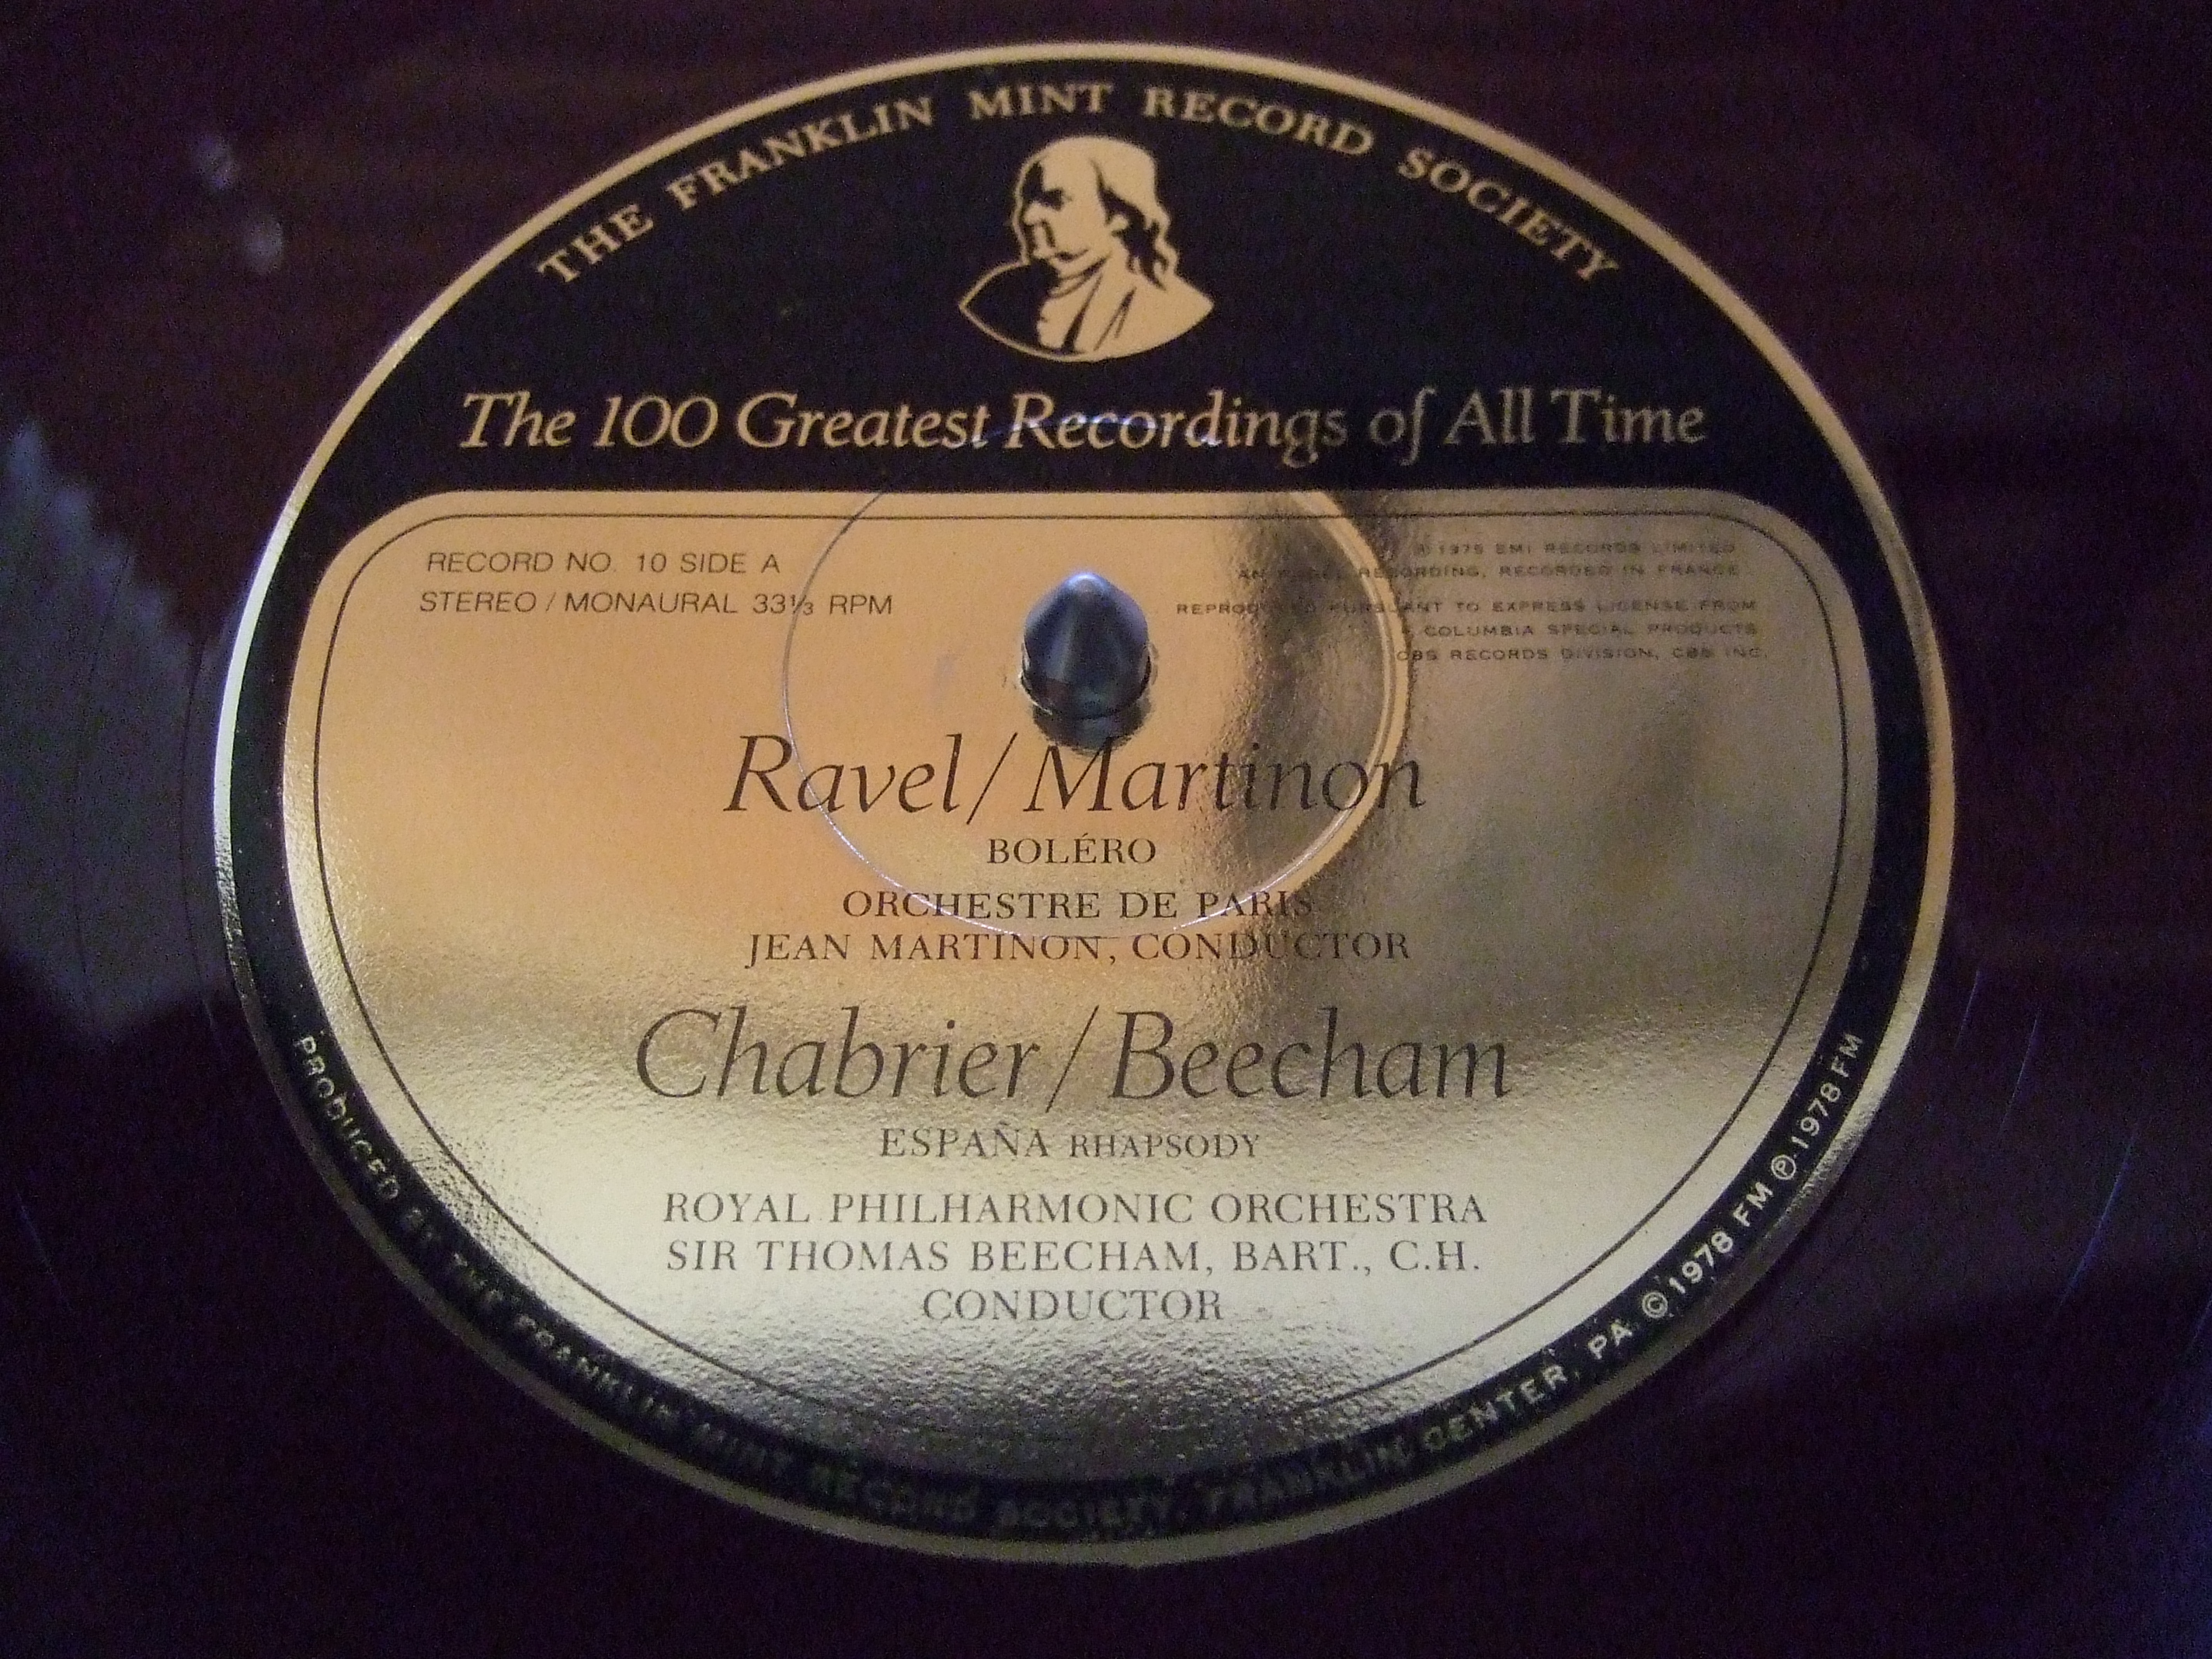 THE FRANKLIN MINT RECORD SOCIETY
The 100 Greatest Recordings of All Time
RECORD NO. 10 SIDE A
STEREO / MONAURAL 33⅓ RPM
℗ 1975 EMI RECORDS LIMITED
AN ANGEL RECORDING, RECORDED IN FRANCE
REPRODUCED PURSUANT TO EXPRESS LICENSE FROM
COLUMBIA SPECIAL PRODUCTS
CBS RECORDS DIVISION, CBS INC.
Ravel/Martinon
BOLÉRO
ORCHESTRE DE PARIS
JEAN MARTINON, CONDUCTOR
Chabrier/Beecham
ESPAÑA RHAPSODY
ROYAL PHILHARMONIC ORCHESTRA
SIR THOMAS BEECHAM, BART., C.H.
CONDUCTOR
PRODUCED BY THE FRANKLIN MINT RECORD SOCIETY, FRANKLIN CENTER, PA © 1978 FM ℗ 1978 FM